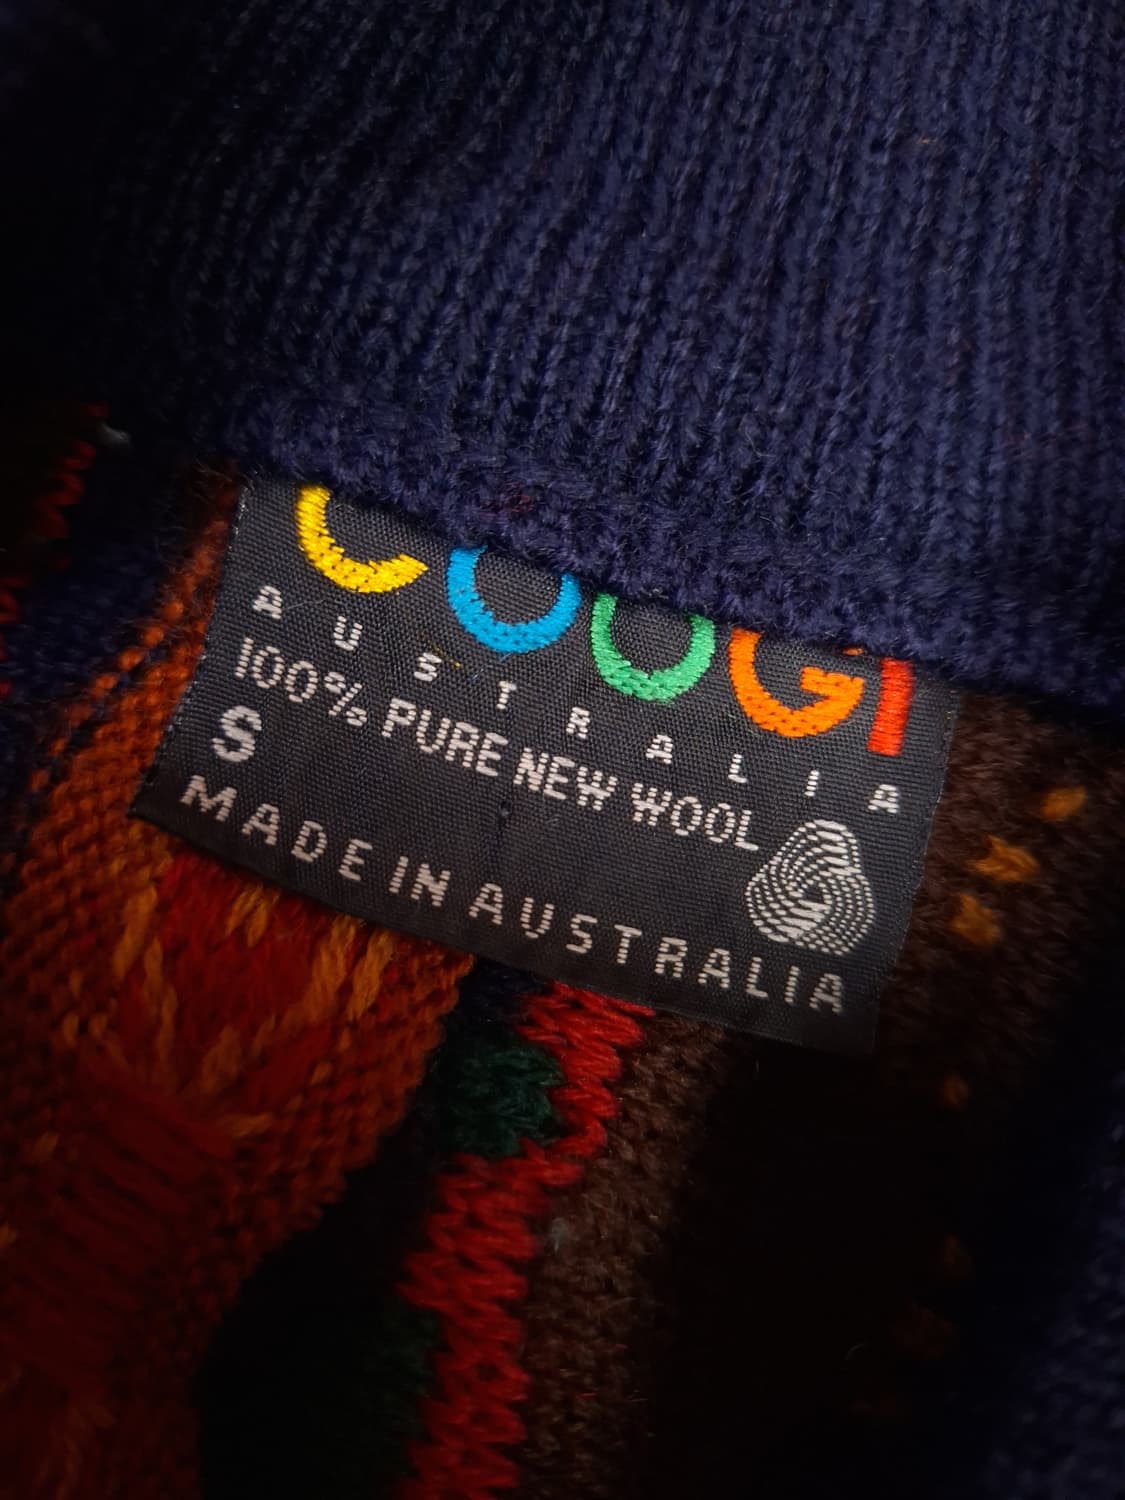 COOGI
AUSTRALIA
100% PURE NEW WOOL
S
MADE IN AUSTRALIA